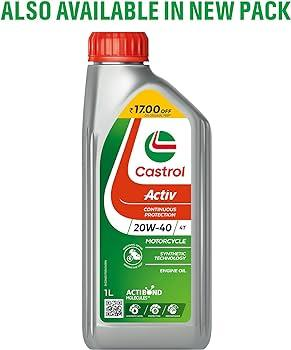 ALSO AVAILABLE IN NEW PACK
₹17.00 OFF
Castrol
Activ
CONTINUOUS
PROTECTION
20W-40 4T
MOTORCYCLE
SYNTHETIC
TECHNOLOGY
ENGINE OIL
1L
ACTIBOND
MOLECULES